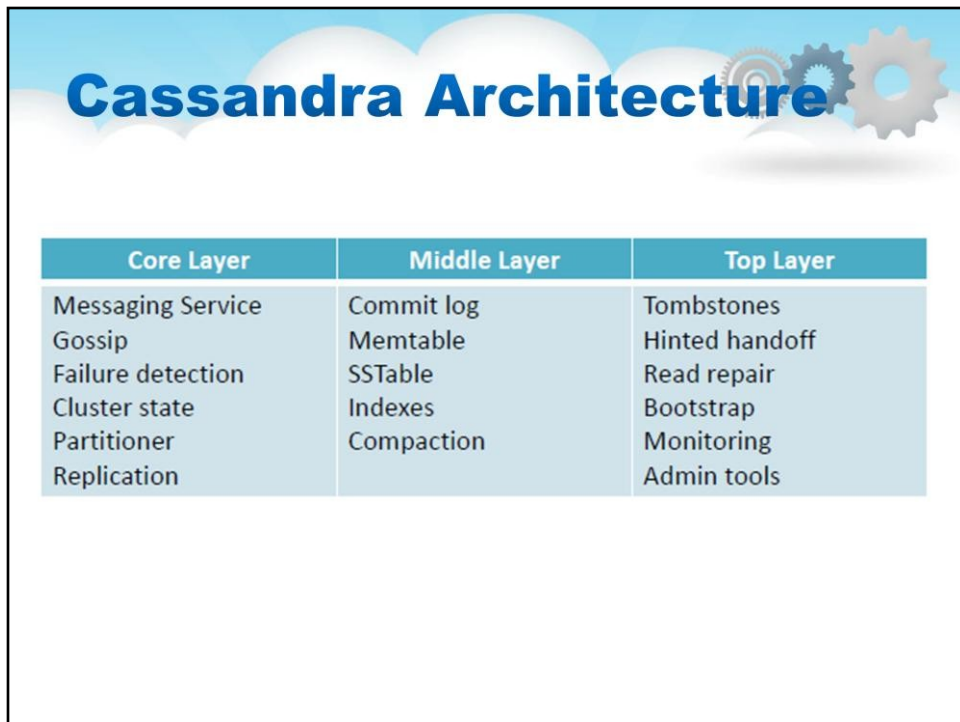 Cassandra Architecture
Core Layer Middle Layer Top Layer
Messaging Service Commit log Tombstones
Gossip Memtable Hinted handoff
Failure detection SSTable Read repair
Cluster state Indexes Bootstrap
Partitioner Compaction Monitoring
Replication Admin tools